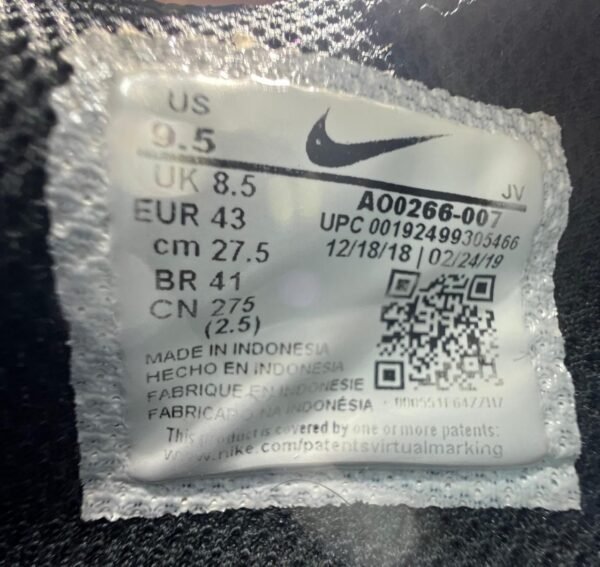 US
9.5
UK 8.5
EUR 43
cm 27.5
BR 41
CN 275
(2.5)
JV
AO0266-007
UPC 00192499305466
12/18/18 | 02/24/19
MADE IN INDONESIA
HECHO EN INDONESIA
FABRIQUE EN INDONESIE
FABRICADO NA INDONÉSIA
This product is covered by one or more patents:
www.nike.com/patentsvirtualmarking